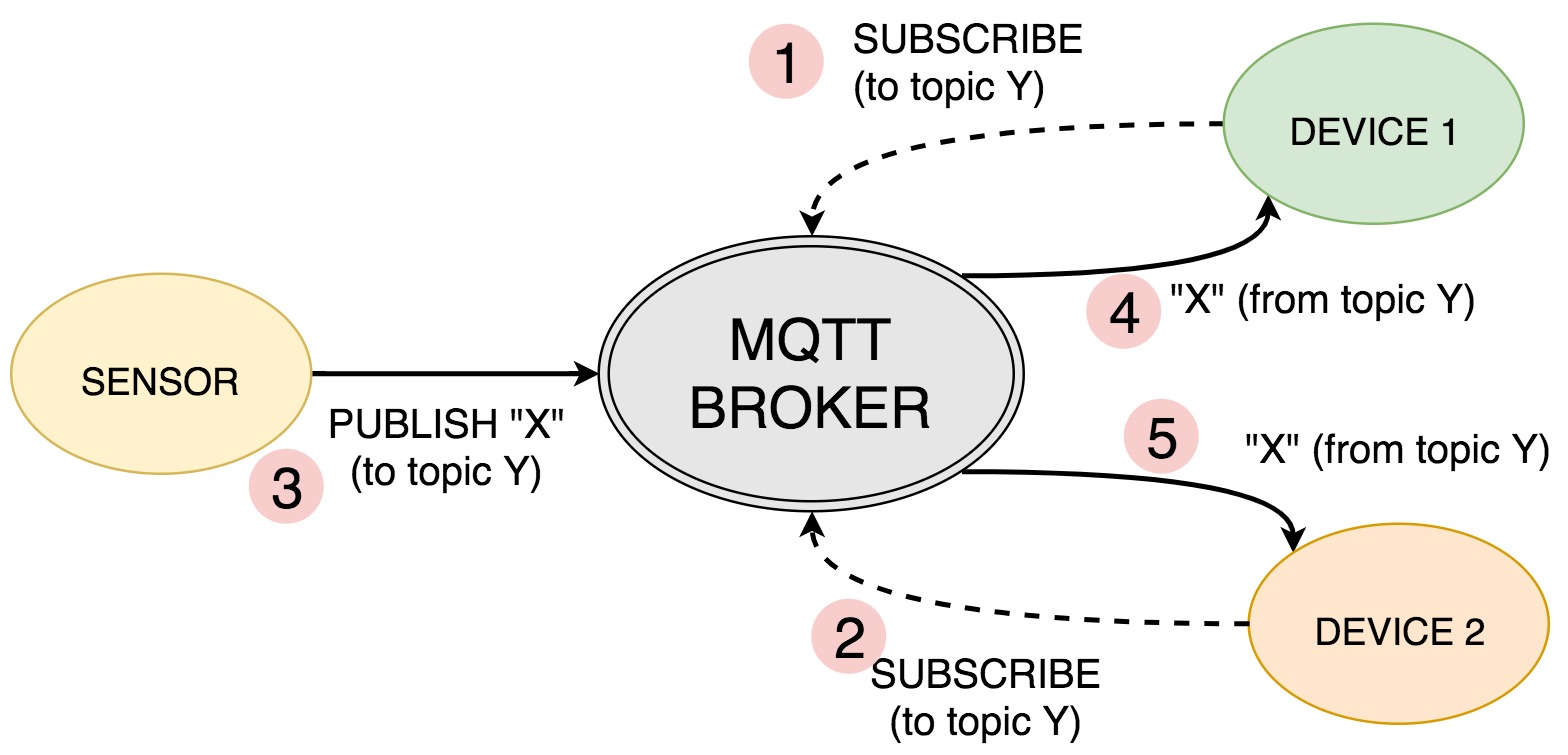 1
SUBSCRIBE
(to topic Y)
DEVICE 1
4
"X" (from topic Y)
MQTT
BROKER
SENSOR
PUBLISH "X"
(to topic Y)
3
5
"X" (from topic Y)
2
SUBSCRIBE
(to topic Y)
DEVICE 2